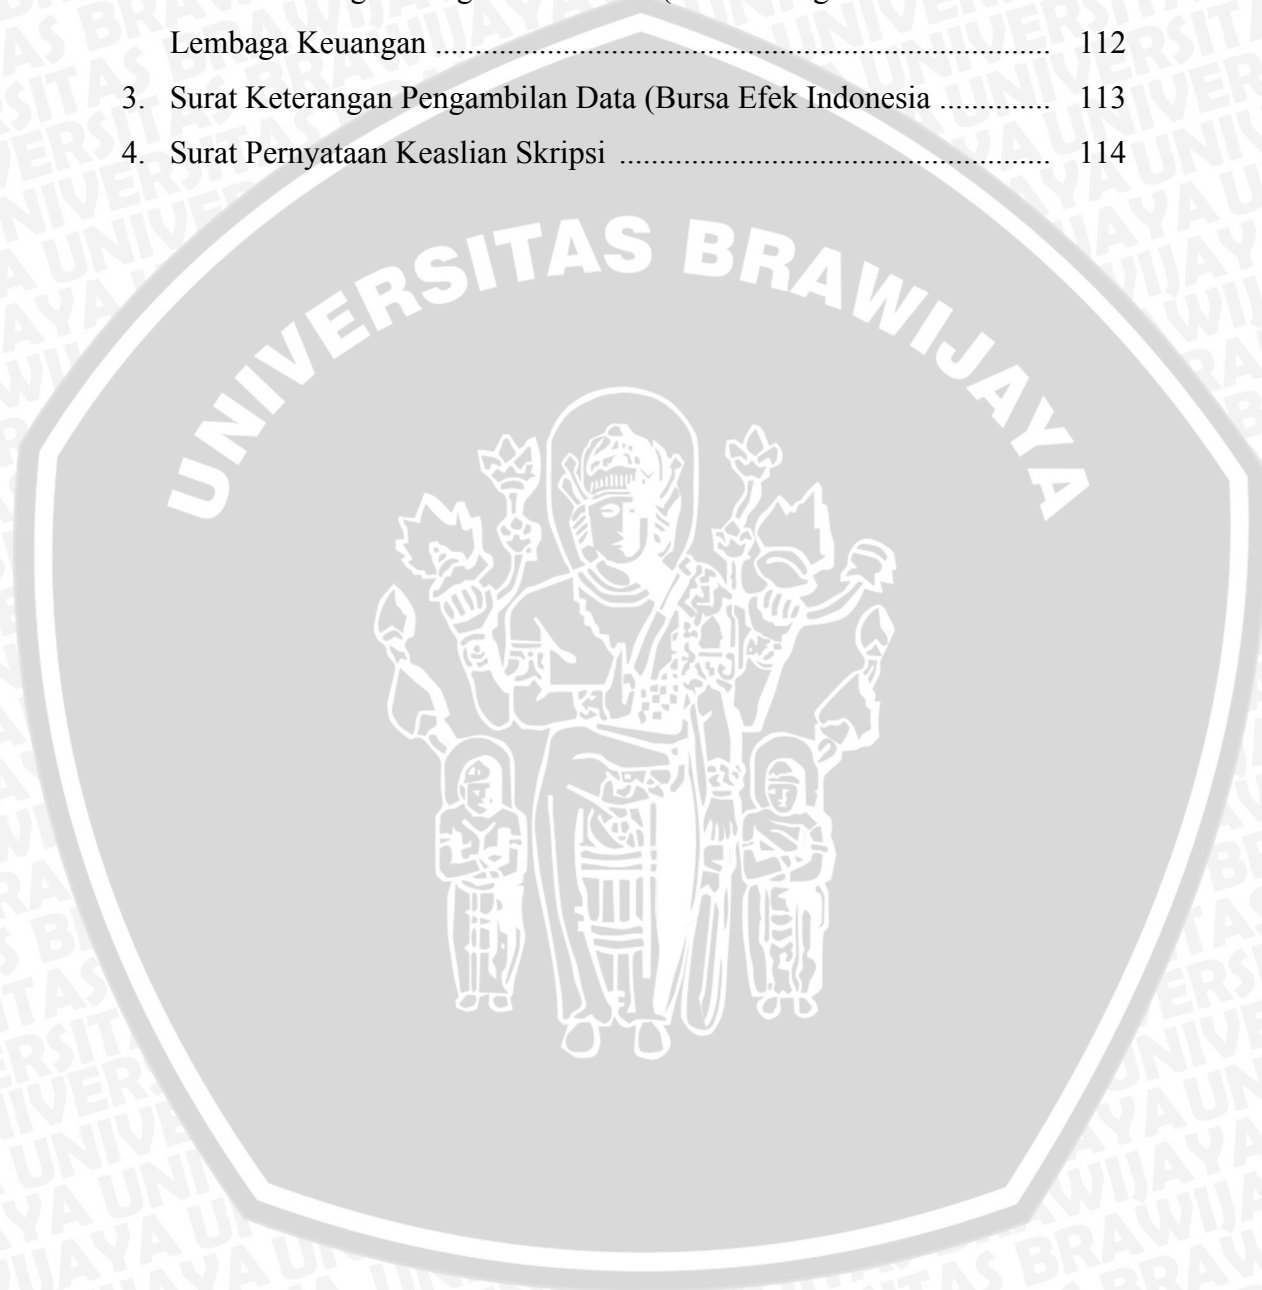 Lembaga Keuangan ................................................................. 112
3. Surat Keterangan Pengambilan Data (Bursa Efek Indonesia ............ 113
4. Surat Pernyataan Keaslian Skripsi ............................................. 114
UNIVERSITAS BRAWIJAYA